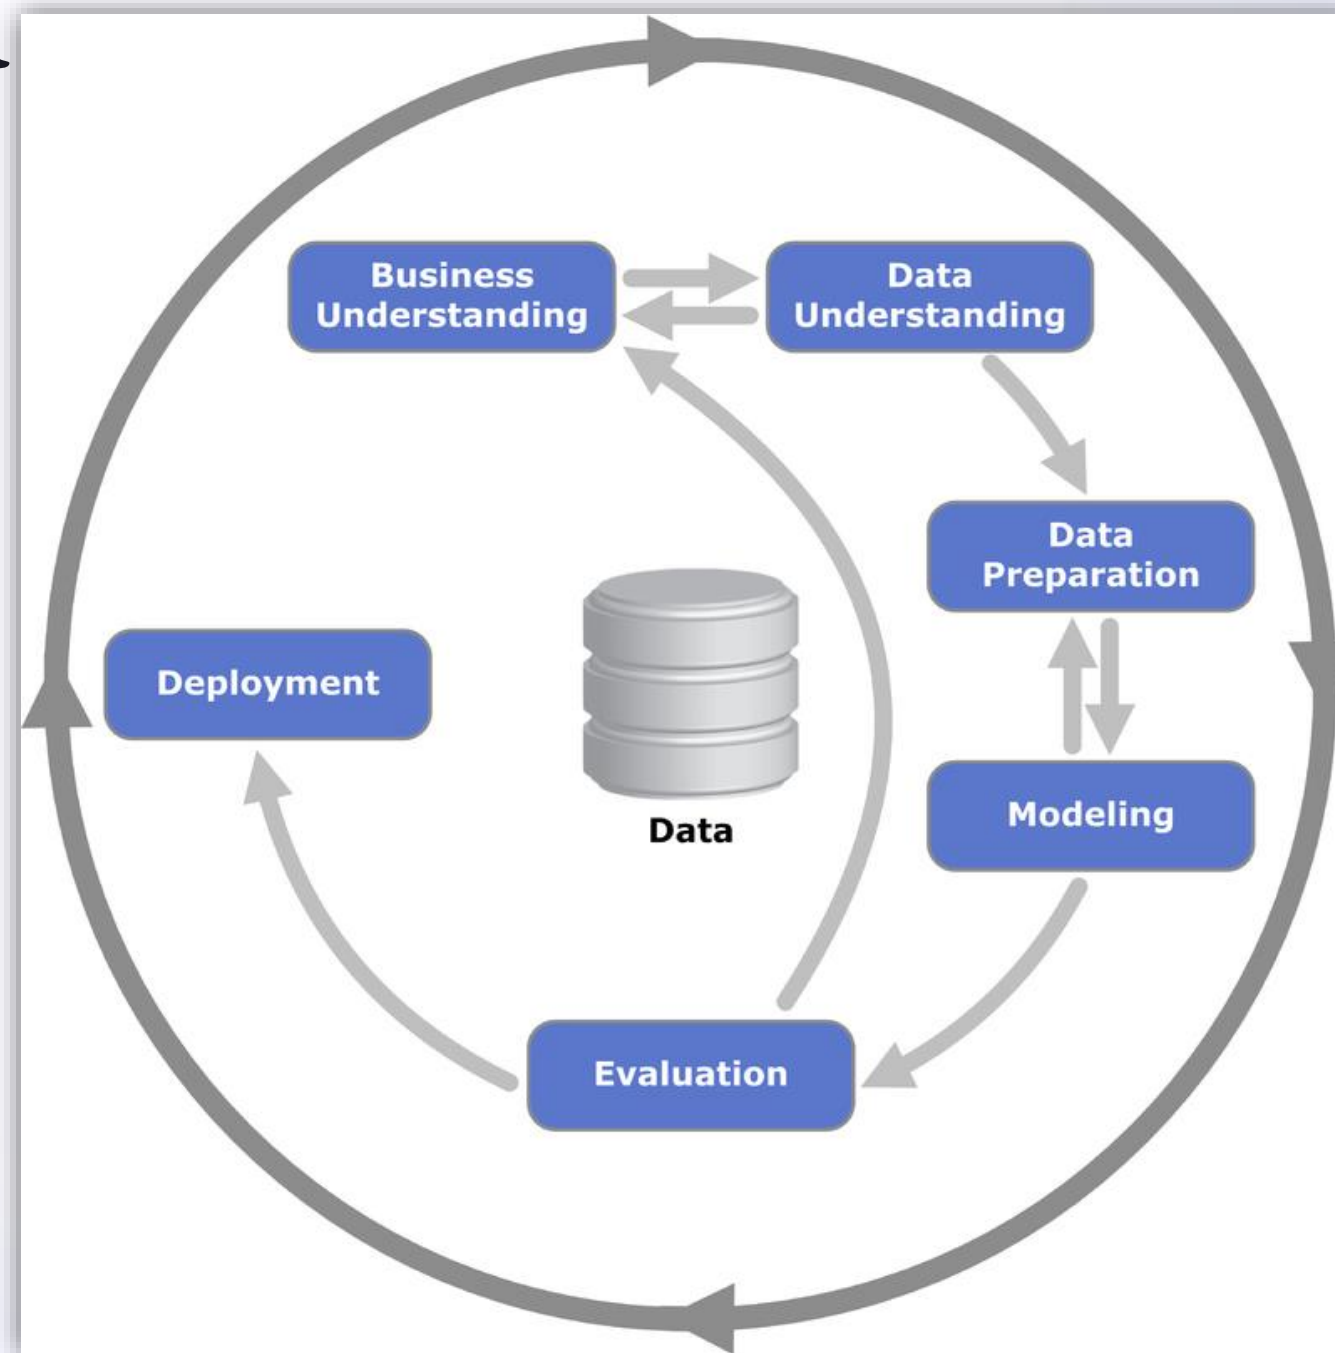 Business
Understanding
Data
Understanding
Data
Preparation
Deployment
Modeling
Data
Evaluation